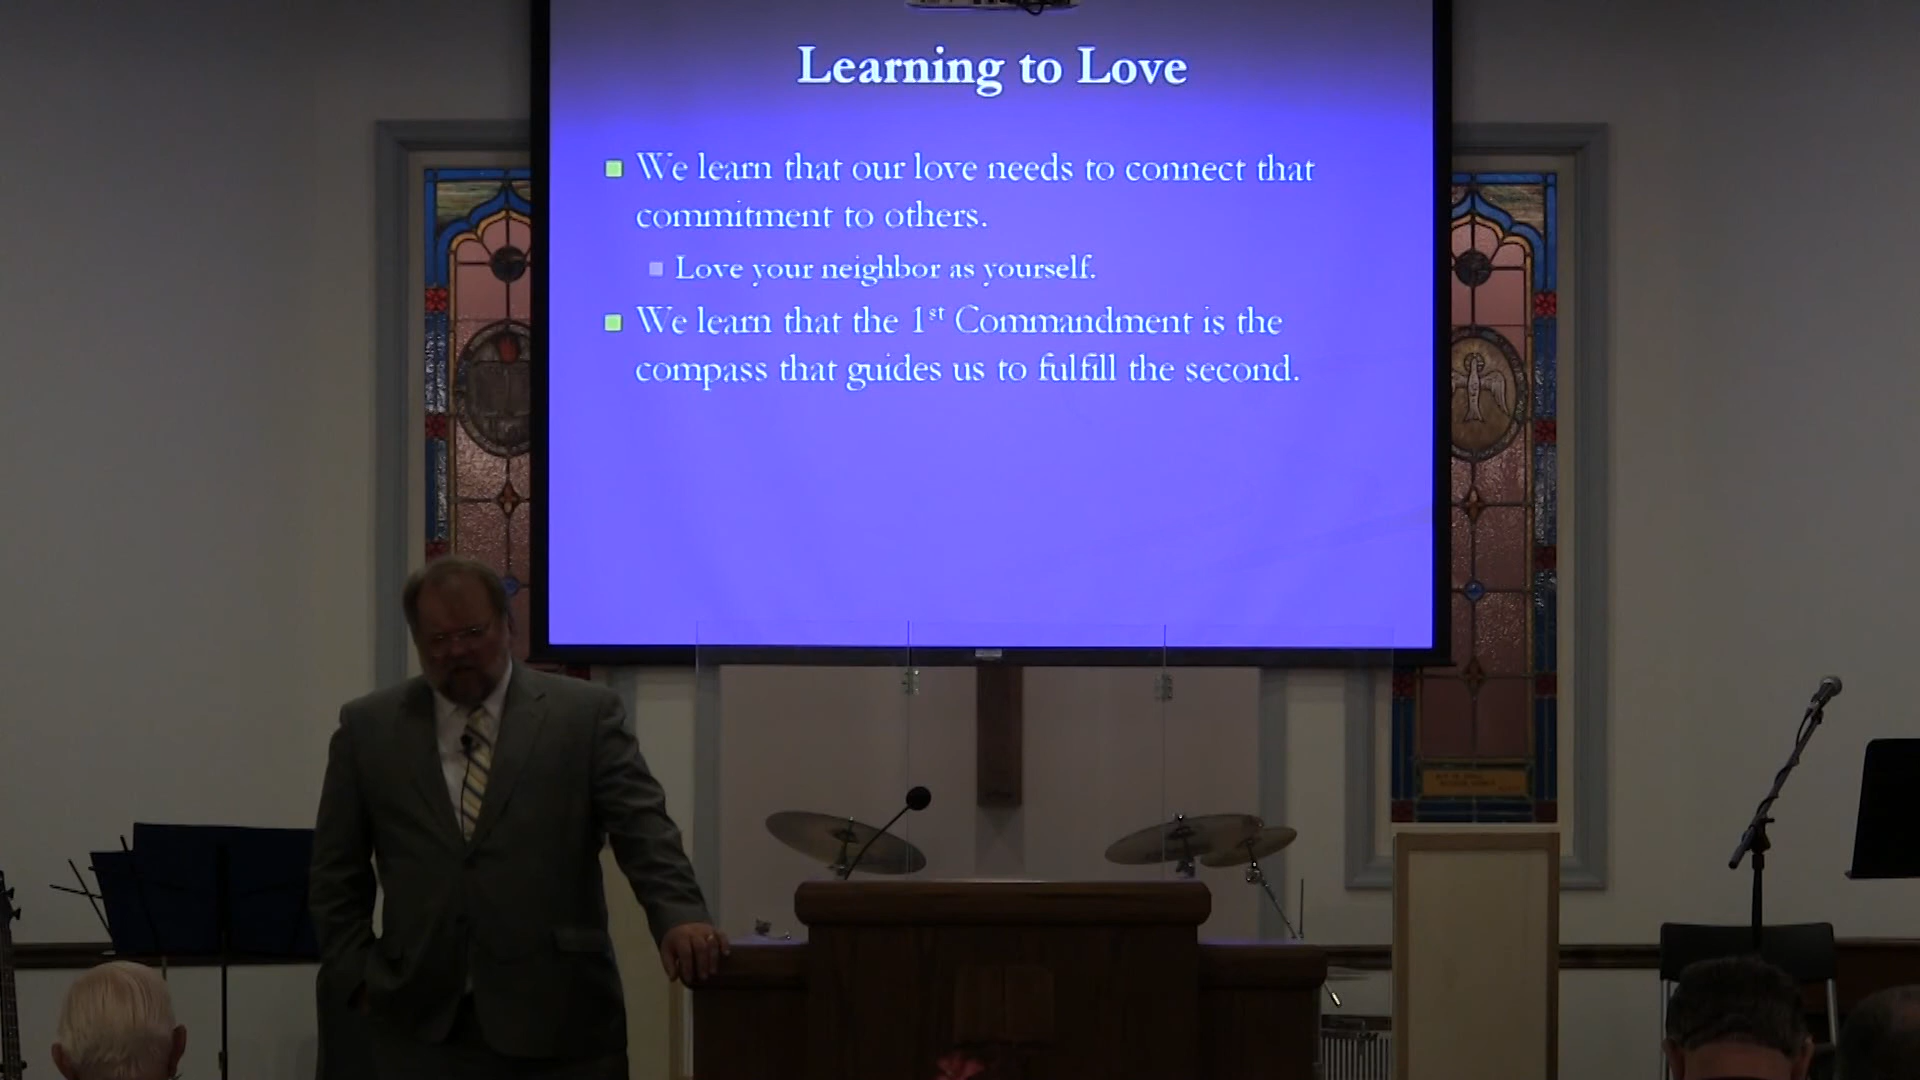 Learning to Love
We learn that our love needs to connect that
commitment to others.
Love your neighbor as yourself.
We learn that the 1st Commandment is the
compass that guides us to fulfill the second.